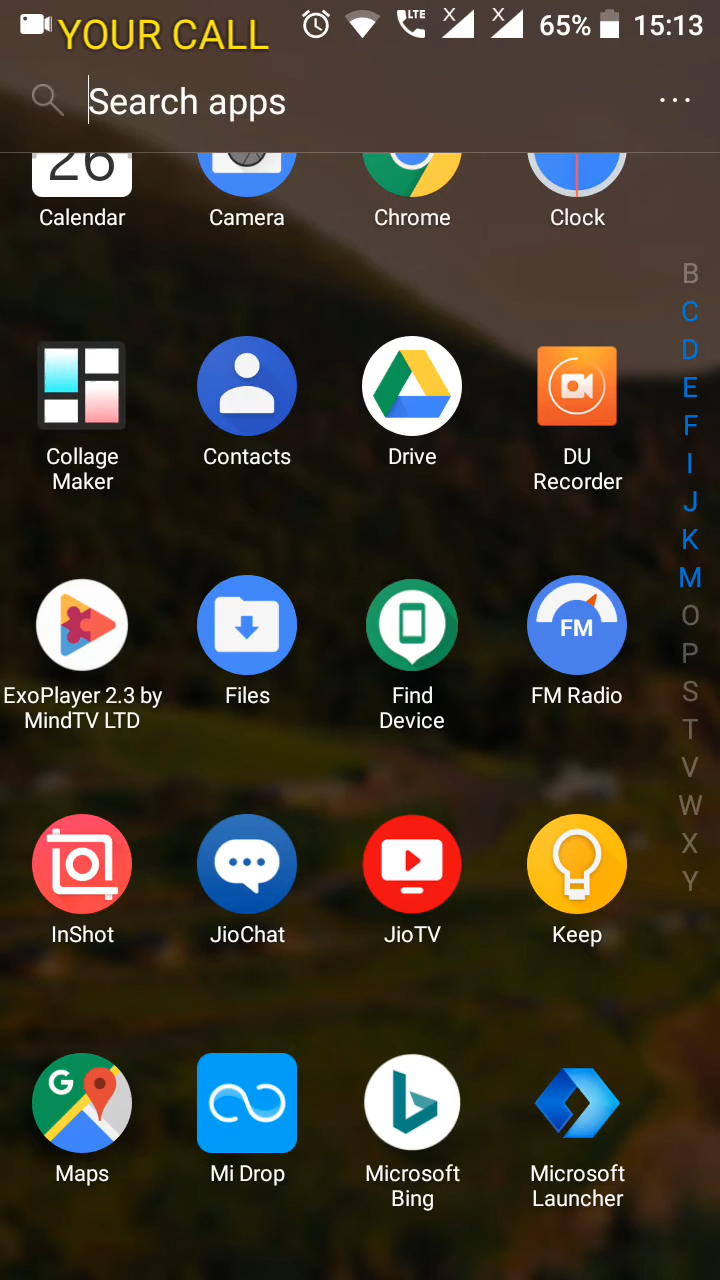 YOUR CALL
LTE
X
X
65%
15:13
Search apps
...
26
Calendar
Camera
Chrome
Clock
B
C
D
E
F
I
J
K
M
O
P
S
T
V
W
X
Y
Collage
Maker
Contacts
Drive
DU
Recorder
ExoPlayer 2.3 by
MindTV LTD
Files
Find
Device
FM
FM Radio
InShot
JioChat
JioTV
Keep
G
Maps
Mi Drop
Microsoft
Bing
Microsoft
Launcher